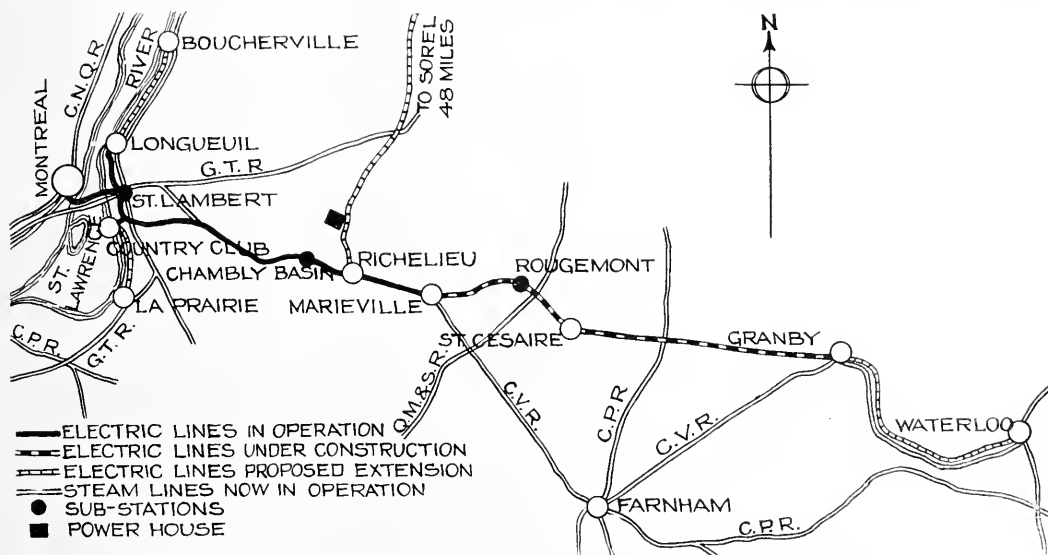 N
BOUCHERVILLE
C.N.Q.R
RIVER
TO SOREL
48 MILES
MONTREAL
LONGUEUIL
G.T.R
ST. LAMBERT
COUNTRY CLUB
ST.
LAWRENCE
CHAMBLY BASIN
RICHELIEU
ROUGEMONT
LA PRAIRIE
MARIEVILLE
ST CESAIRE
GRANBY
C.P.R.
G.T.R.
Q.M.&S.R.
C.V.R.
C.P.R
C.V.R.
WATERLOO
ELECTRIC LINES IN OPERATION
ELECTRIC LINES UNDER CONSTRUCTION
ELECTRIC LINES PROPOSED EXTENSION
STEAM LINES NOW IN OPERATION
SUB-STATIONS
POWER HOUSE
FARNHAM
C.P.R.